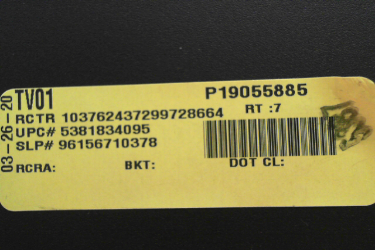 03-26-20
TV01 P19055885
RCTR 103762437299728664 RT :7
UPC# 5381834095
SLP# 96156710378
RCRA: BKT: DOT CL: